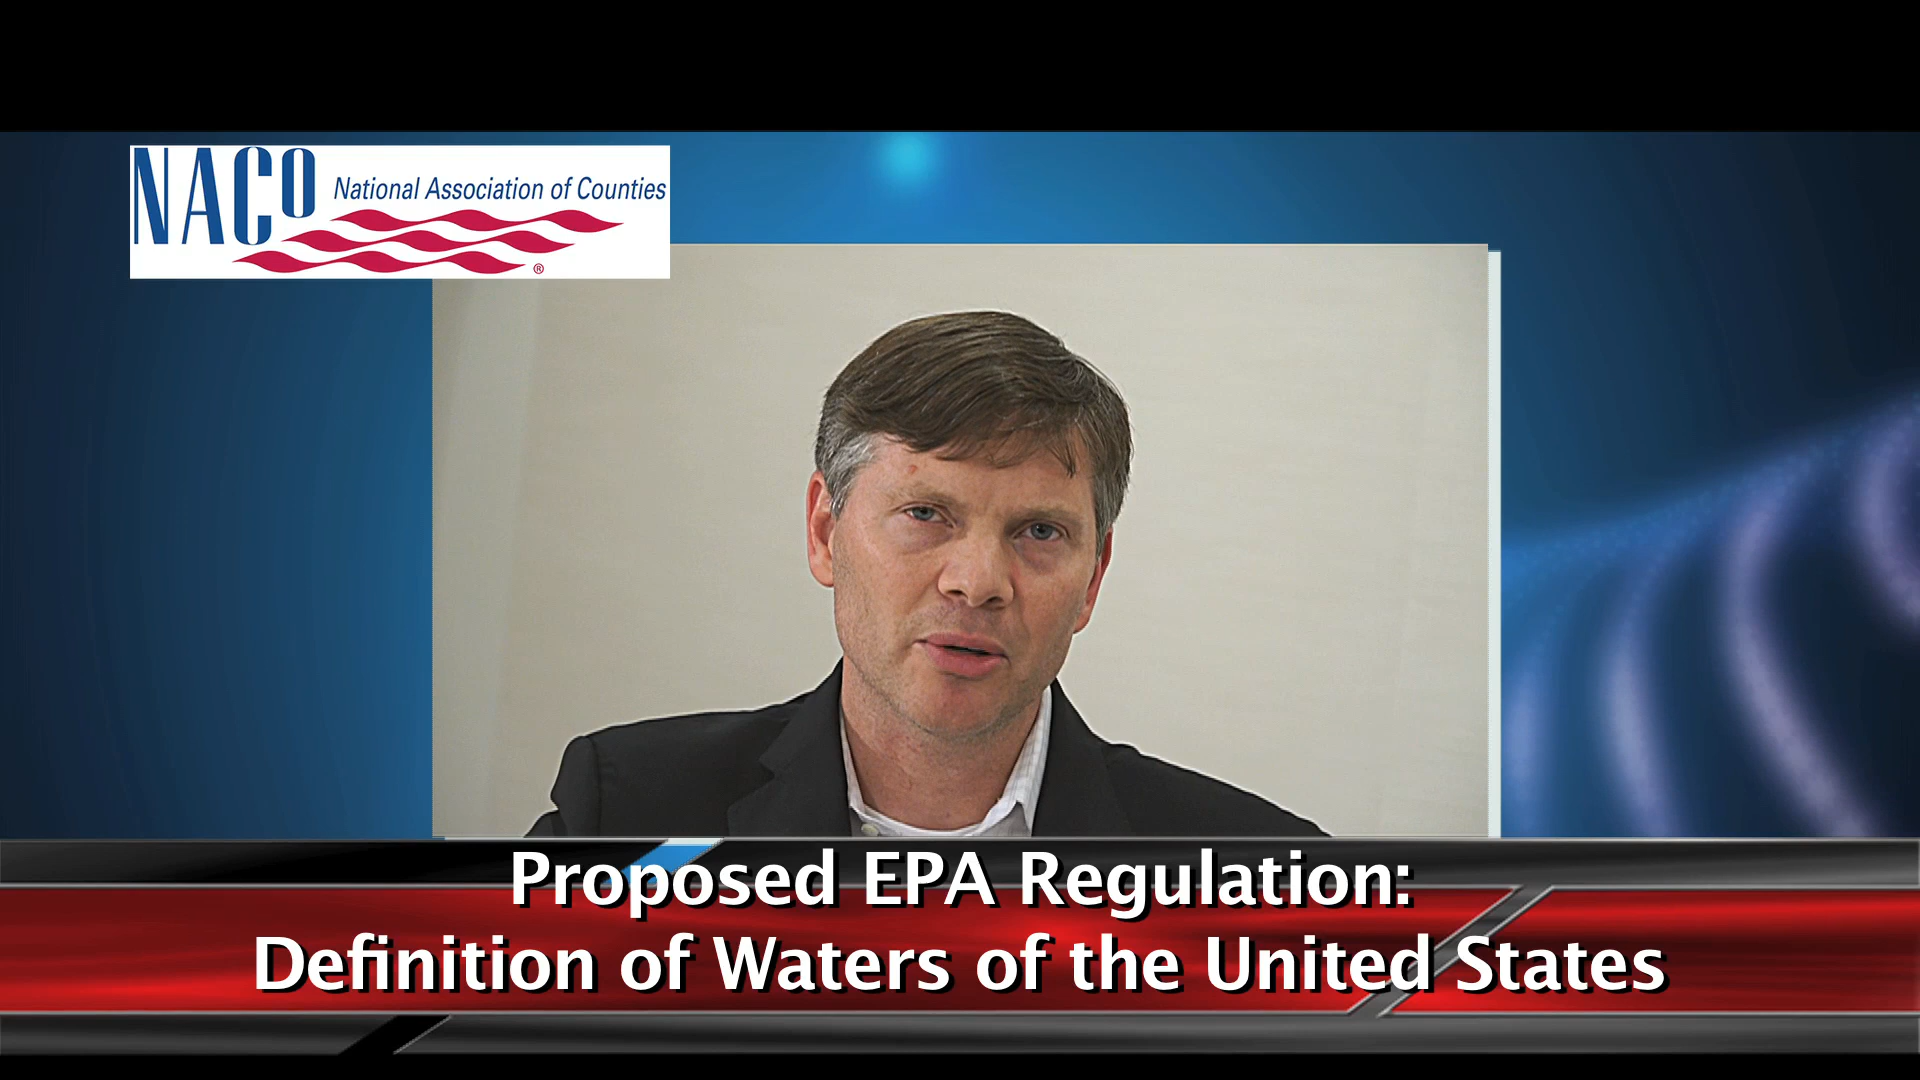 NACo
National Association of Counties
®
Proposed EPA Regulation:
Definition of Waters of the United States